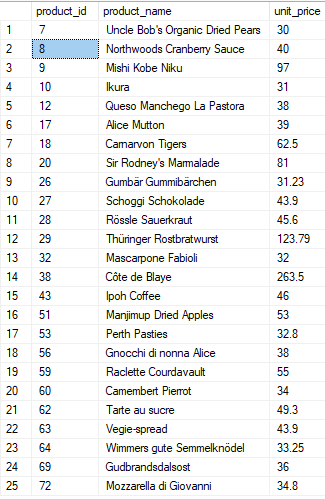 product_id product_name unit_price
1 7 Uncle Bob's Organic Dried Pears 30
2 8 Northwoods Cranberry Sauce 40
3 9 Mishi Kobe Niku 97
4 10 Ikura 31
5 12 Queso Manchego La Pastora 38
6 17 Alice Mutton 39
7 18 Carnarvon Tigers 62.5
8 20 Sir Rodney's Marmalade 81
9 26 Gumbär Gummibärchen 31.23
10 27 Schoggi Schokolade 43.9
11 28 Rössle Sauerkraut 45.6
12 29 Thüringer Rostbratwurst 123.79
13 32 Mascarpone Fabioli 32
14 38 Côte de Blaye 263.5
15 43 Ipoh Coffee 46
16 51 Manjimup Dried Apples 53
17 53 Perth Pasties 32.8
18 56 Gnocchi di nonna Alice 38
19 59 Raclette Courdavault 55
20 60 Camembert Pierrot 34
21 62 Tarte au sucre 49.3
22 63 Vegie-spread 43.9
23 64 Wimmers gute Semmelknödel 33.25
24 69 Gudbrandsdalsost 36
25 72 Mozzarella di Giovanni 34.8